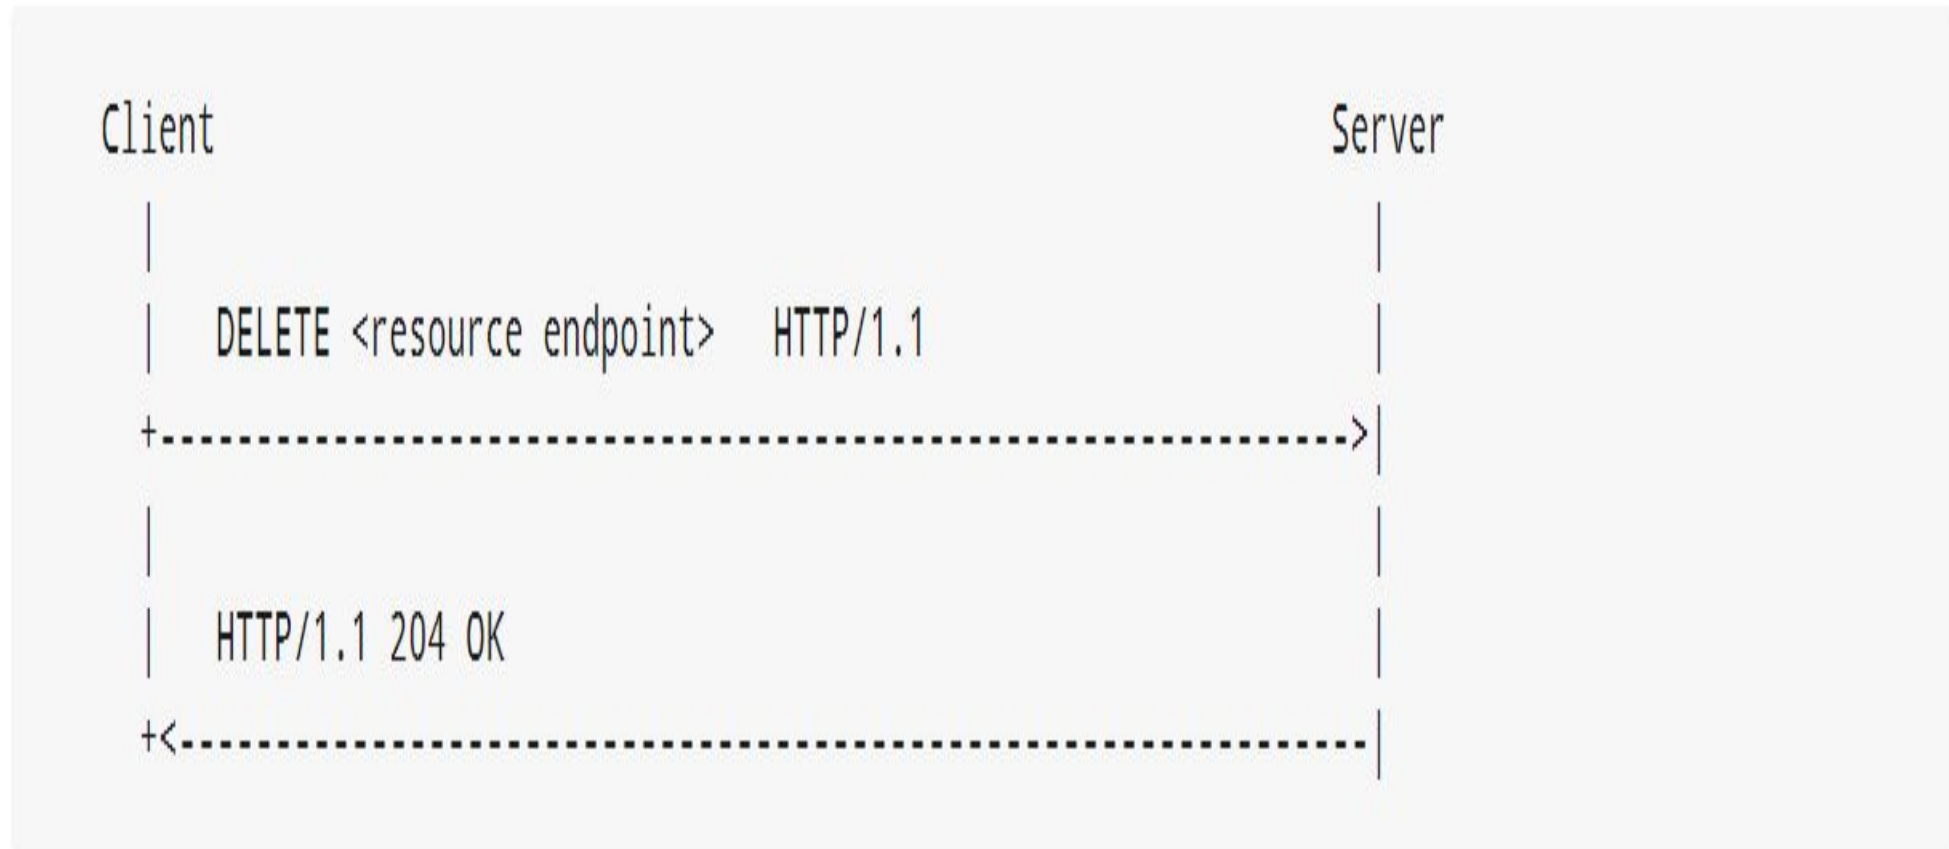 Client Server
| |
| DELETE <resource endpoint> HTTP/1.1 |
+-------------------------------------------------------------->|
| |
| HTTP/1.1 204 OK |
+<--------------------------------------------------------------|